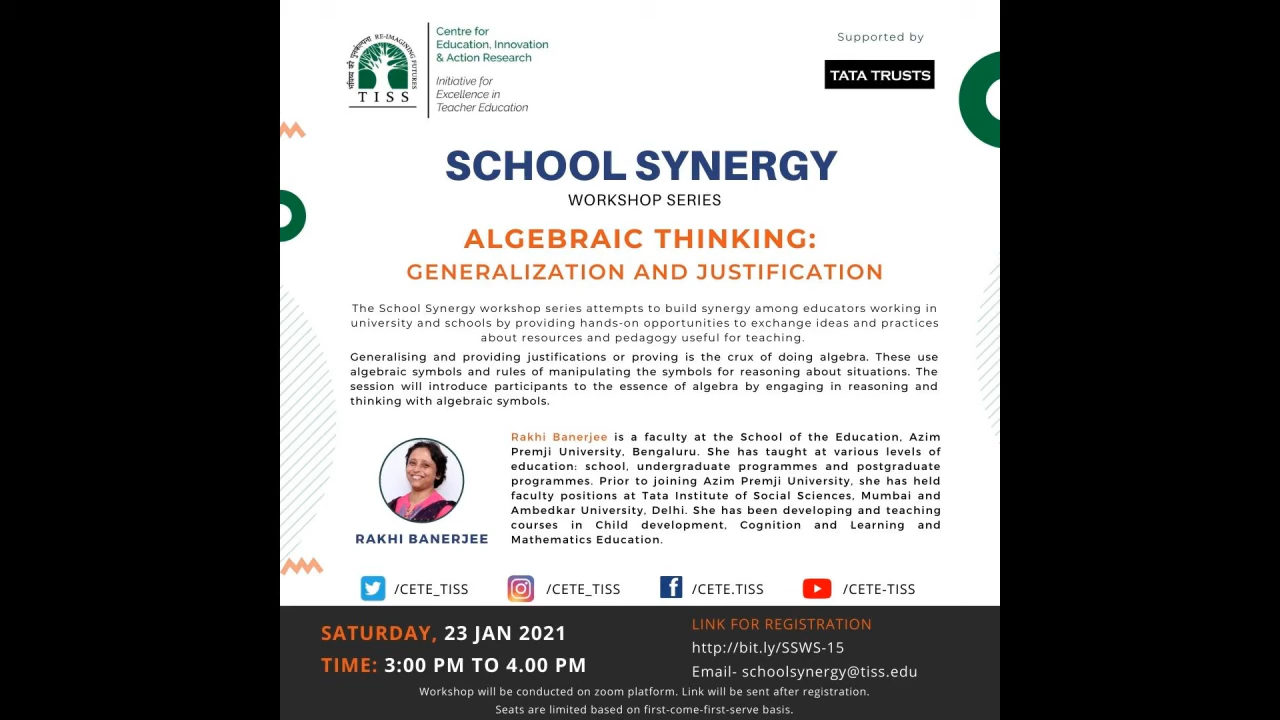 भविष्य की पुनर्कल्पना RE-IMAGINING FUTURES
TISS
Centre for
Education, Innovation
& Action Research
Initiative for
Excellence in
Teacher Education
Supported by
TATA TRUSTS
SCHOOL SYNERGY
WORKSHOP SERIES
ALGEBRAIC THINKING:
GENERALIZATION AND JUSTIFICATION
The School Synergy workshop series attempts to build synergy among educators working in
university and schools by providing hands-on opportunities to exchange ideas and practices
about resources and pedagogy useful for teaching.
Generalising and providing justifications or proving is the crux of doing algebra. These use
algebraic symbols and rules of manipulating the symbols for reasoning about situations. The
session will introduce participants to the essence of algebra by engaging in reasoning and
thinking with algebraic symbols.
RAKHI BANERJEE
Rakhi Banerjee is a faculty at the School of the Education, Azim
Premji University, Bengaluru. She has taught at various levels of
education: school, undergraduate programmes and postgraduate
programmes. Prior to joining Azim Premji University, she has held
faculty positions at Tata Institute of Social Sciences, Mumbai and
Ambedkar University, Delhi. She has been developing and teaching
courses in Child development, Cognition and Learning and
Mathematics Education.
/CETE_TISS
/CETE_TISS
/CETE.TISS
/CETE-TISS
SATURDAY, 23 JAN 2021
TIME: 3:00 PM TO 4.00 PM
LINK FOR REGISTRATION
http://bit.ly/SSWS-15
Email- schoolsynergy@tiss.edu
Workshop will be conducted on zoom platform. Link will be sent after registration.
Seats are limited based on first-come-first-serve basis.